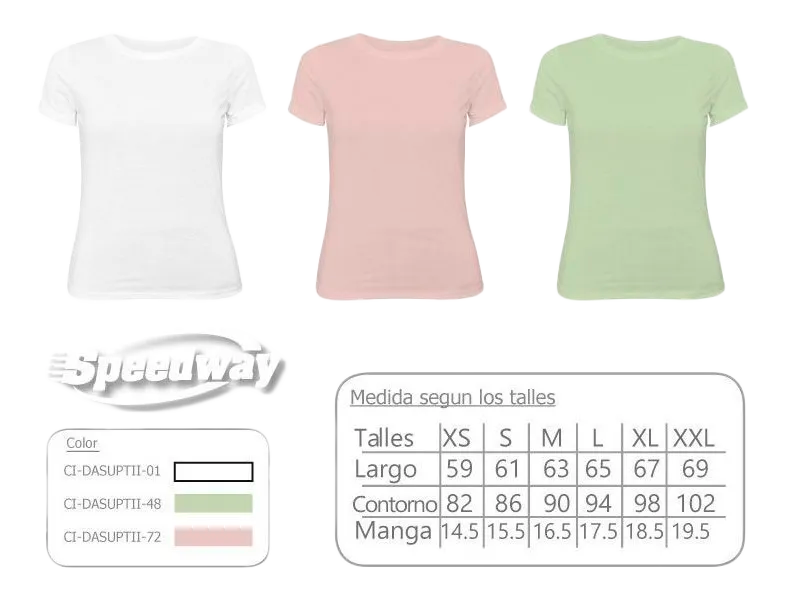 Speedway
Color
CI-DASUPTII-01
CI-DASUPTII-48
CI-DASUPTII-72
Medida segun los talles
Talles XS S M L XL XXL
Largo 59 61 63 65 67 69
Contorno 82 86 90 94 98 102
Manga 14.5 15.5 16.5 17.5 18.5 19.5